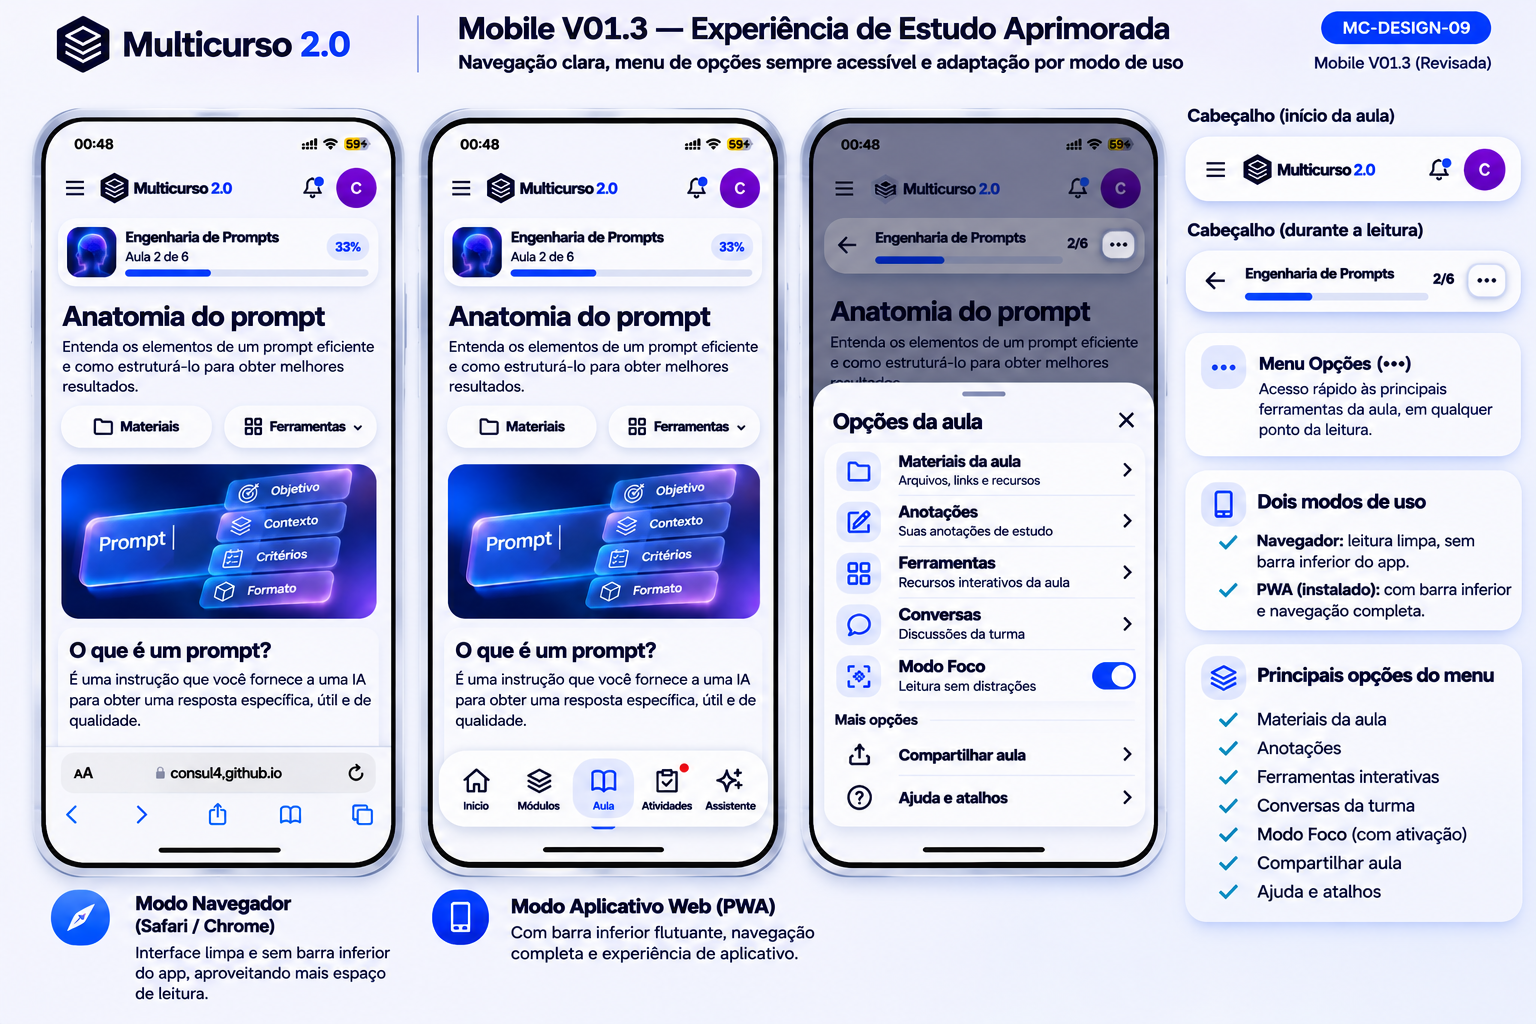 Multicurso 2.0
Mobile V01.3 — Experiência de Estudo Aprimorada
Navegação clara, menu de opções sempre acessível e adaptação por modo de uso
MC-DESIGN-09
Mobile V01.3 (Revisada)
00:48
59
Multicurso 2.0
C
Engenharia de Prompts
Aula 2 de 6
33%
Anatomia do prompt
Entenda os elementos de um prompt eficiente
e como estruturá-lo para obter melhores
resultados.
Materiais
Ferramentas
Prompt |
Objetivo
Contexto
Critérios
Formato
O que é um prompt?
É uma instrução que você fornece a uma IA
para obter uma resposta específica, útil e de
qualidade.
AA
consul4,github.io
Modo Navegador
(Safari / Chrome)
Interface limpa e sem barra inferior
do app, aproveitando mais espaço
de leitura.
00:48
59
Multicurso 2.0
C
Engenharia de Prompts
Aula 2 de 6
33%
Anatomia do prompt
Entenda os elementos de um prompt eficiente
e como estruturá-lo para obter melhores
resultados.
Materiais
Ferramentas
Prompt |
Objetivo
Contexto
Critérios
Formato
O que é um prompt?
É uma instrução que você fornece a uma IA
para obter uma resposta específica, útil e de
qualidade.
Inicio
Módulos
Aula
Atividades
Assistente
Modo Aplicativo Web (PWA)
Com barra inferior flutuante, navegação
completa e experiência de aplicativo.
00:48
59
Multicurso 2.0
C
Engenharia de Prompts
2/6
Anatomia do prompt
Entenda os elementos de um prompt eficiente
e como estruturá-lo para obter melhores
resultados.
Opções da aula
Materiais da aula
Arquivos, links e recursos
Anotações
Suas anotações de estudo
Ferramentas
Recursos interativos da aula
Conversas
Discussões da turma
Modo Foco
Leitura sem distrações
Mais opções
Compartilhar aula
Ajuda e atalhos
Cabeçalho (início da aula)
Multicurso 2.0
C
Cabeçalho (durante a leitura)
Engenharia de Prompts
2/6
Menu Opções (•••)
Acesso rápido às principais
ferramentas da aula, em qualquer
ponto da leitura.
Dois modos de uso
Navegador: leitura limpa, sem
barra inferior do app.
PWA (instalado): com barra inferior
e navegação completa.
Principais opções do menu
Materiais da aula
Anotações
Ferramentas interativas
Conversas da turma
Modo Foco (com ativação)
Compartilhar aula
Ajuda e atalhos